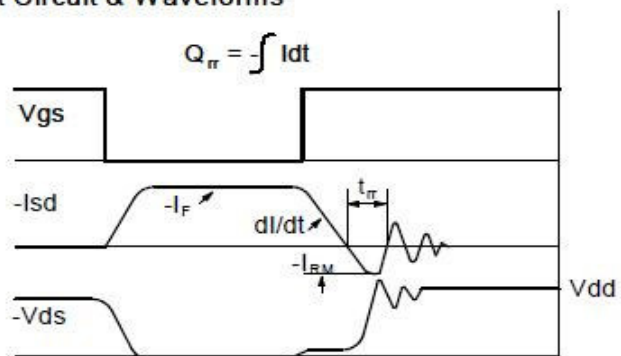 t Circuit & Waveforms
Qrr = -∫ Idt
Vgs
trr
-Isd
-IF
dI/dt
-IRM
Vdd
-Vds